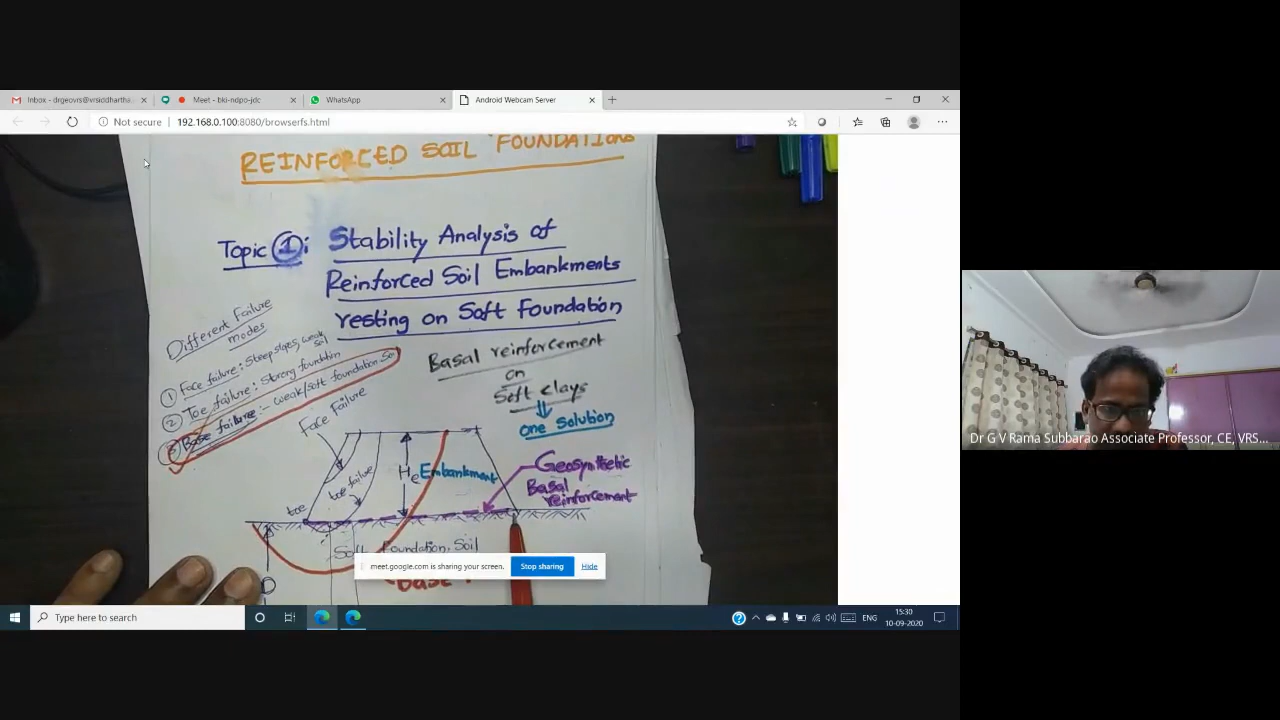 Inbox - drgeovrs@vrsiddhartha.
Meet - bki-ndpo-jdc
WhatsApp
Android Webcam Server
Not secure
192.168.0.100:8080/browserfs.html
REINFORCED SOIL FOUNDATIONS
Topic 1: Stability Analysis of
Reinforced Soil Embankments
resting on Soft Foundation
Different Failure
modes
1 Face failure: Steep slopes, weak
soil
2 Toe failure: Strong foundation
3 Base failure:- weak/soft foundation
Basal reinforcement
on
Soft clays
one solution
Face Failure
toe failure
toe
He
Embankment
Geosynthetic
Basal
reinforcement
Soft Foundation Soil
D
Base
meet.google.com is sharing your screen.
Stop sharing
Hide
Dr G V Rama Subbarao Associate Professor, CE, VRS...
Type here to search
ENG
15:30
10-09-2020